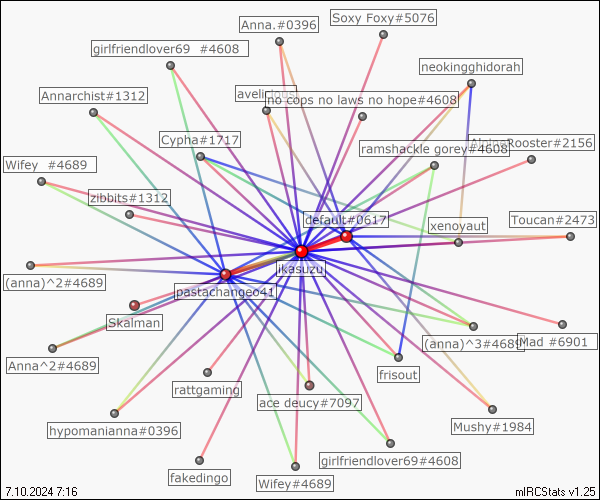 Soxy Foxy#5076
Anna.#0396
girlfriendlover69 #4608
neokingghidorah
Annarchist#1312
no cops no laws no hope#4608
Cypha#1717
ramshackle gorey#4608
Rooster#2156
Wifey #4689
zibbits#1312
default#0617
xenoyaut
Toucan#2473
ikasuzu
(anna)^2#4689
pastachangeo41
Skalman
(anna)^3#4689
Mad #6901
Anna^2#4689
frisout
rattgaming
ace deucy#7097
hypomanianna#0396
Mushy#1984
girlfriendlover69#4608
fakedingo
Wifey#4689
7.10.2024 7:16
mIRCStats v1.25